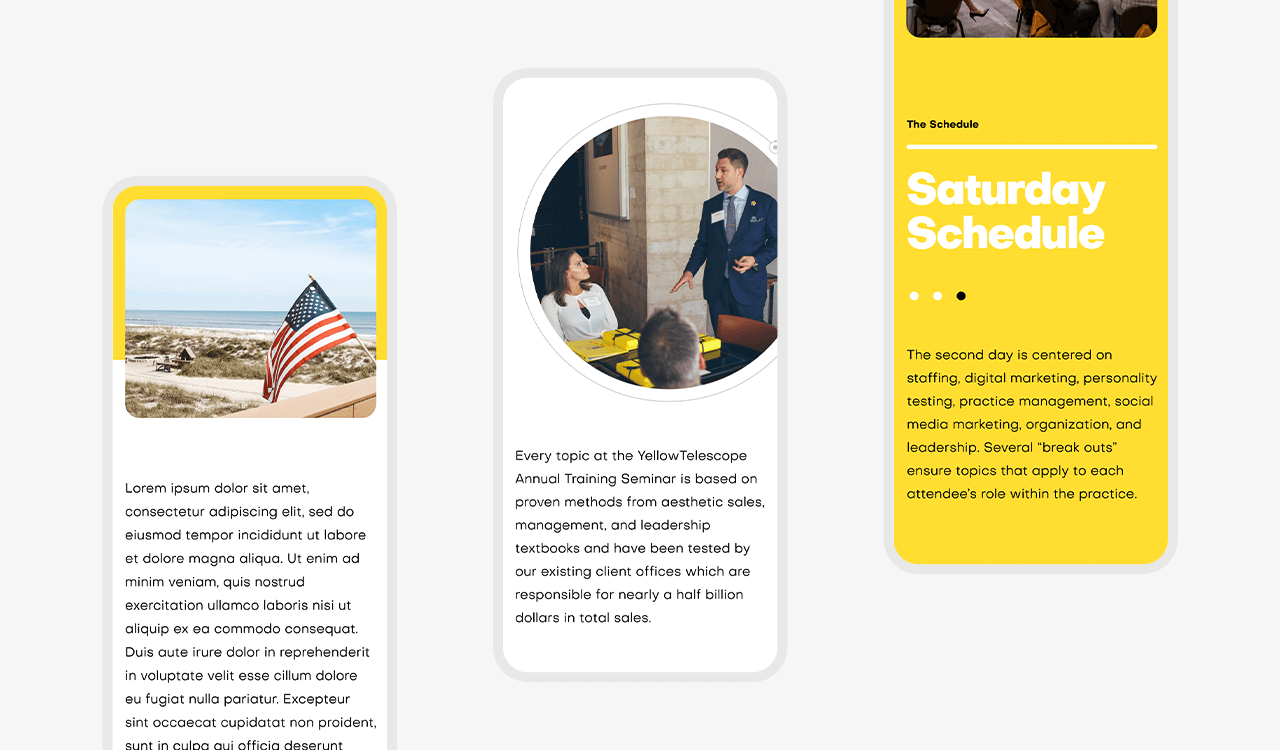 Lorem ipsum dolor sit amet,
consectetur adipiscing elit, sed do
eiusmod tempor incididunt ut labore
et dolore magna aliqua. Ut enim ad
minim veniam, quis nostrud
exercitation ullamco laboris nisi ut
aliquip ex ea commodo consequat.
Duis aute irure dolor in reprehenderit
in voluptate velit esse cillum dolore
eu fugiat nulla pariatur. Excepteur
sint occaecat cupidatat non proident,
sunt in culpa qui officia deserunt
Every topic at the YellowTelescope
Annual Training Seminar is based on
proven methods from aesthetic sales,
management, and leadership
textbooks and have been tested by
our existing client offices which are
responsible for nearly a half billion
dollars in total sales.
The Schedule
Saturday
Schedule
The second day is centered on
staffing, digital marketing, personality
testing, practice management, social
media marketing, organization, and
leadership. Several “break outs”
ensure topics that apply to each
attendee’s role within the practice.